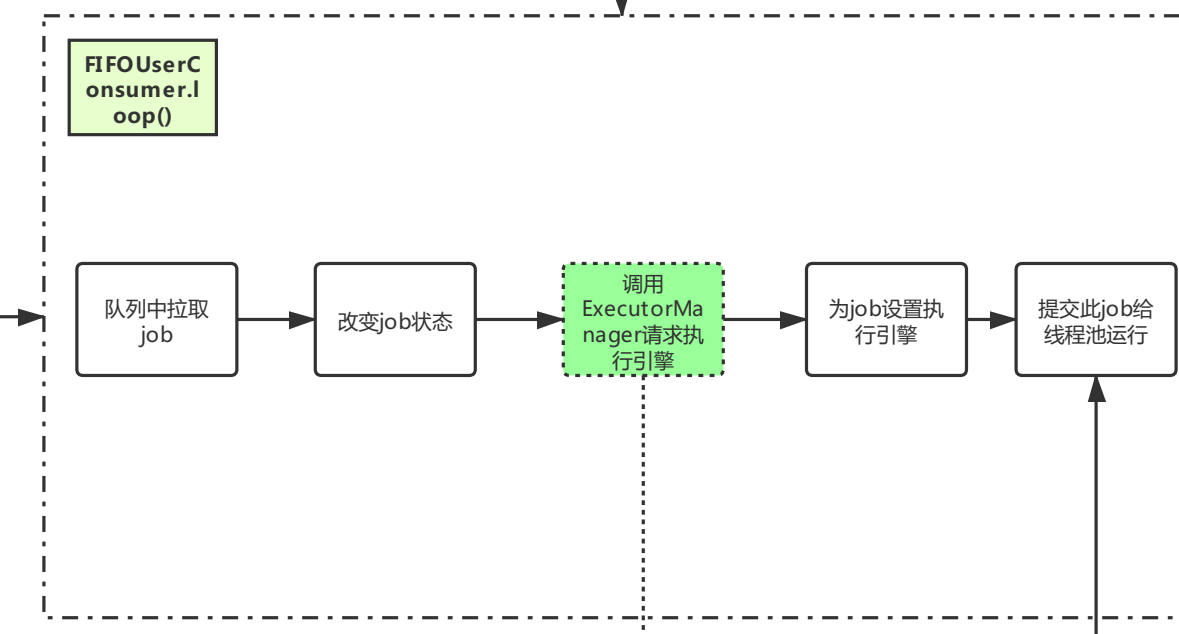 FIFOUserC
onsumer.l
oop()
队列中拉取
job
改变job状态
调用
ExecutorMa
nager请求执
行引擎
为job设置执
行引擎
提交此job给
线程池运行